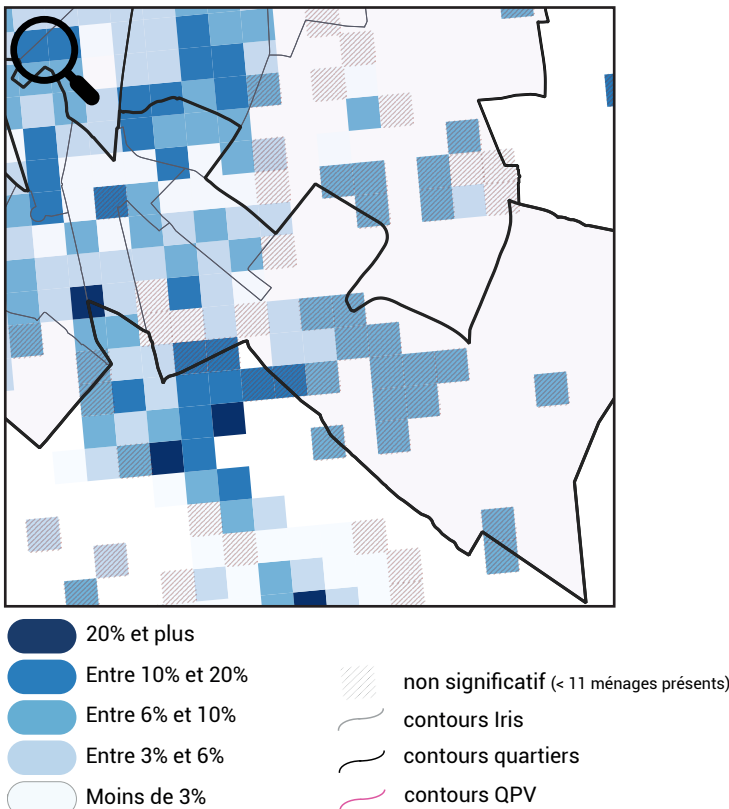 20% et plus
Entre 10% et 20%
Entre 6% et 10%
Entre 3% et 6%
Moins de 3%
non significatif (< 11 ménages présents)
contours Iris
contours quartiers
contours QPV